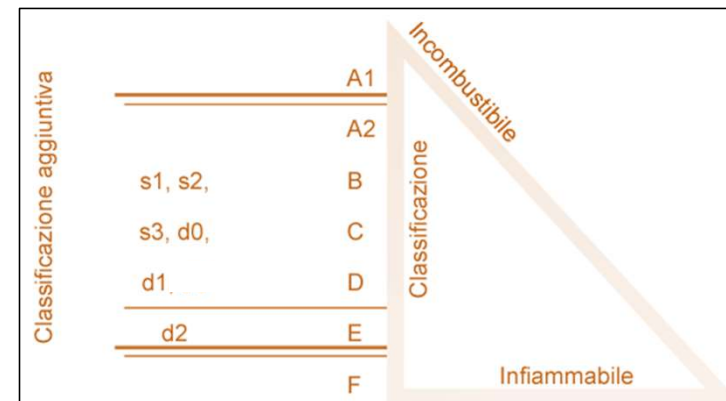 Classificazione aggiuntiva
A1
A2
s1, s2, B
s3, d0, C
d1, D
d2 E
F
Classificazione
Incombustibile
Infiammabile